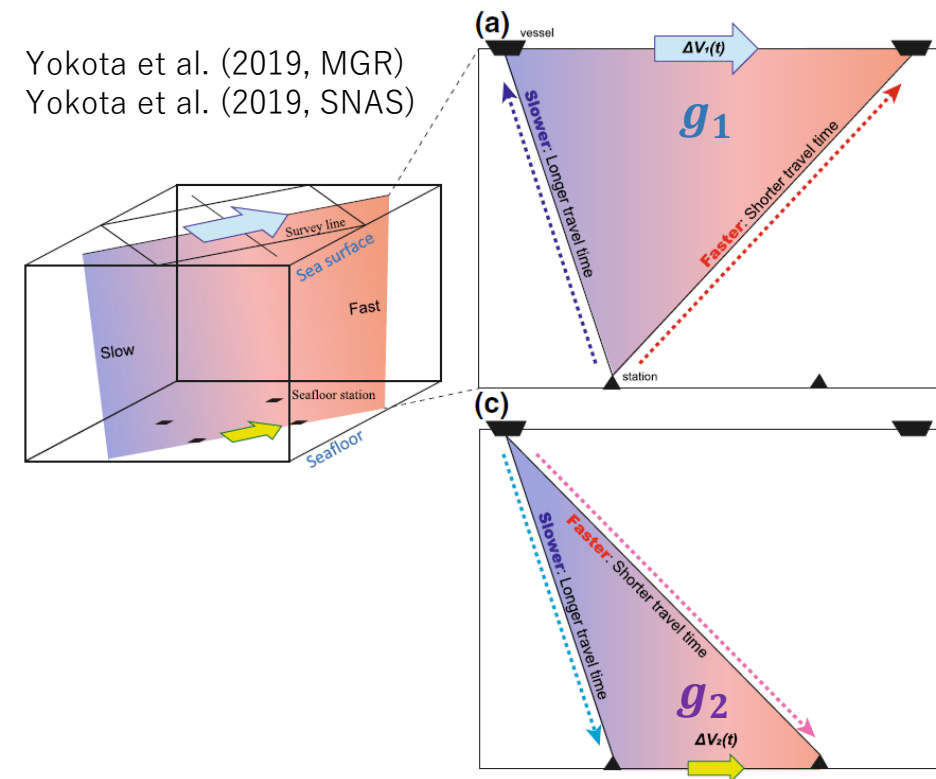 Yokota et al. (2019, MGR)
Yokota et al. (2019, SNAS)
Survey line
Sea surface
Slow
Fast
Seafloor station
Seafloor
(a)
vessel
ΔV₁(t)
g₁
Slower: Longer travel time
Faster: Shorter travel time
station
(c)
Slower: Longer travel time
Faster: Shorter travel time
g₂
ΔV₂(t)